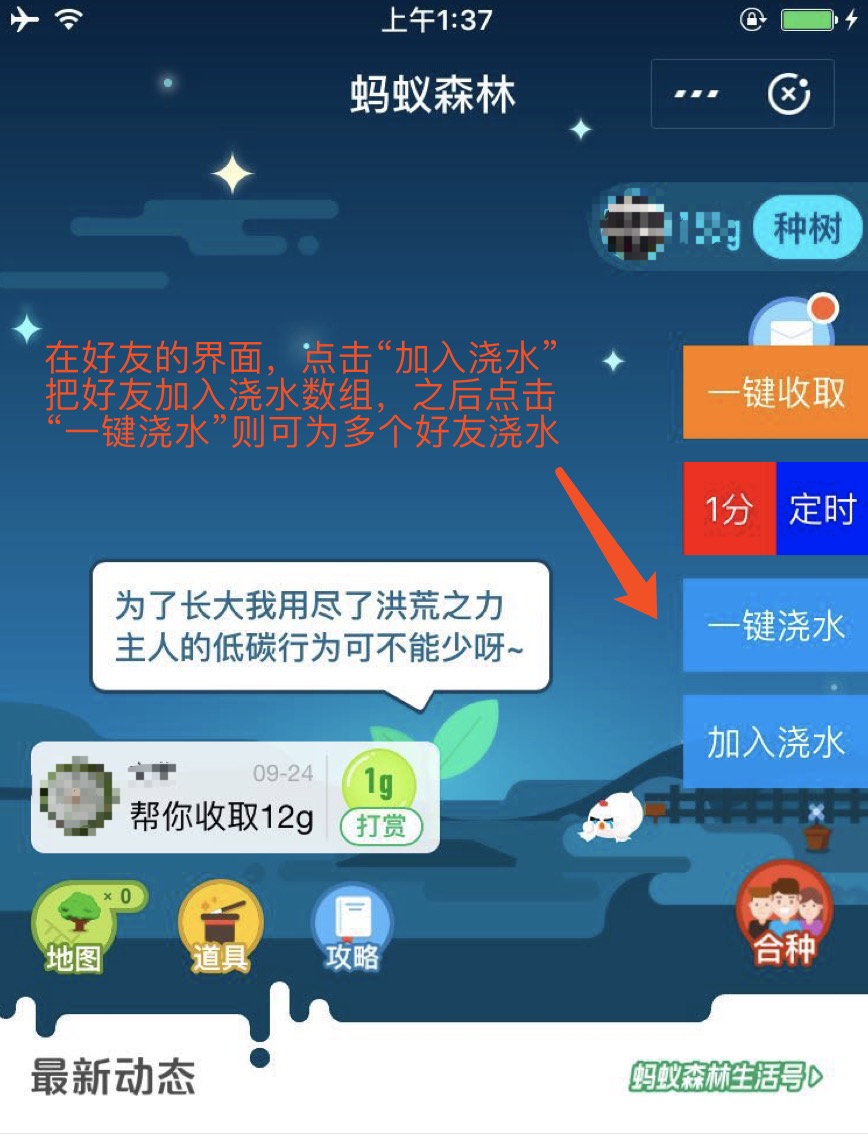 上午1:37
蚂蚁森林
种树
在好友的界面，点击“加入浇水”
把好友加入浇水数组，之后点击
“一键浇水”则可为多个好友浇水
一键收取
1分 定时
一键浇水
加入浇水
为了长大我用尽了洪荒之力
主人的低碳行为可不能少呀~
09-24
帮你收取12g
1g
打赏
× 0
地图
道具
攻略
合种
最新动态
蚂蚁森林生活号